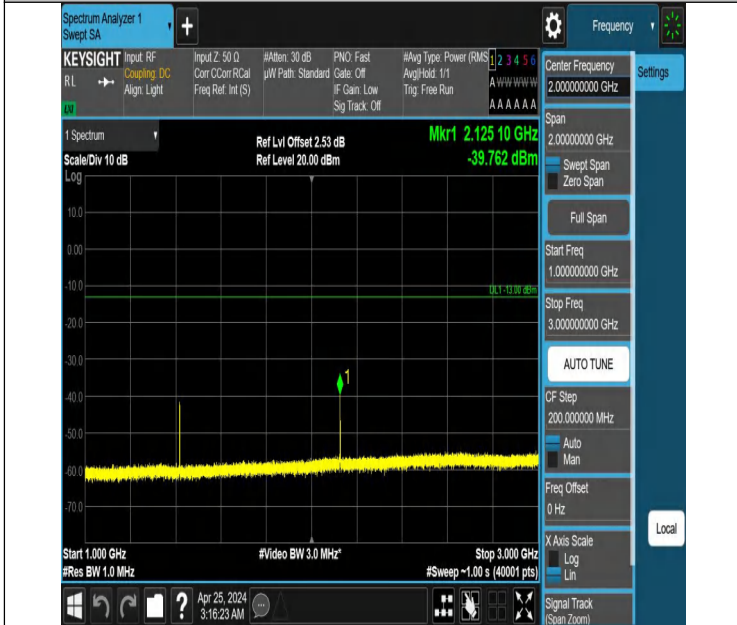 Spectrum Analyzer 1
Swept SA
+
Frequency
KEYSIGHT
RL
LXI
Input: RF
Coupling: DC
Align: Light
Input Z: 50 Ω
Corr CCorr RCal
Freq Ref: Int (S)
#Atten: 30 dB
µW Path: Standard
PNO: Fast
Gate: Off
IF Gain: Low
Sig Track: Off
#Avg Type: Power (RMS
Avg|Hold: 1/1
Trig: Free Run
1 2 3 4 5 6
A W W W W W
A A A A A A
1 Spectrum
Scale/Div 10 dB
Log
Ref Lvl Offset 2.53 dB
Ref Level 20.00 dBm
Mkr1 2.125 10 GHz
-39.762 dBm
10.0
0.00
-10.0
-20.0
-30.0
-40.0
-50.0
-60.0
-70.0
DL1 -13.00 dBm
1
Start 1.000 GHz
#Res BW 1.0 MHz
#Video BW 3.0 MHz*
Stop 3.000 GHz
#Sweep ~1.00 s (40001 pts)
?
Apr 25, 2024
3:16:23 AM
Center Frequency
2.00000000 GHz
Settings
Span
2.00000000 GHz
Swept Span
Zero Span
Full Span
Start Freq
1.000000000 GHz
Stop Freq
3.000000000 GHz
AUTO TUNE
CF Step
200.000000 MHz
Auto
Man
Freq Offset
0 Hz
X Axis Scale
Log
Lin
Local
Signal Track
(Span Zoom)